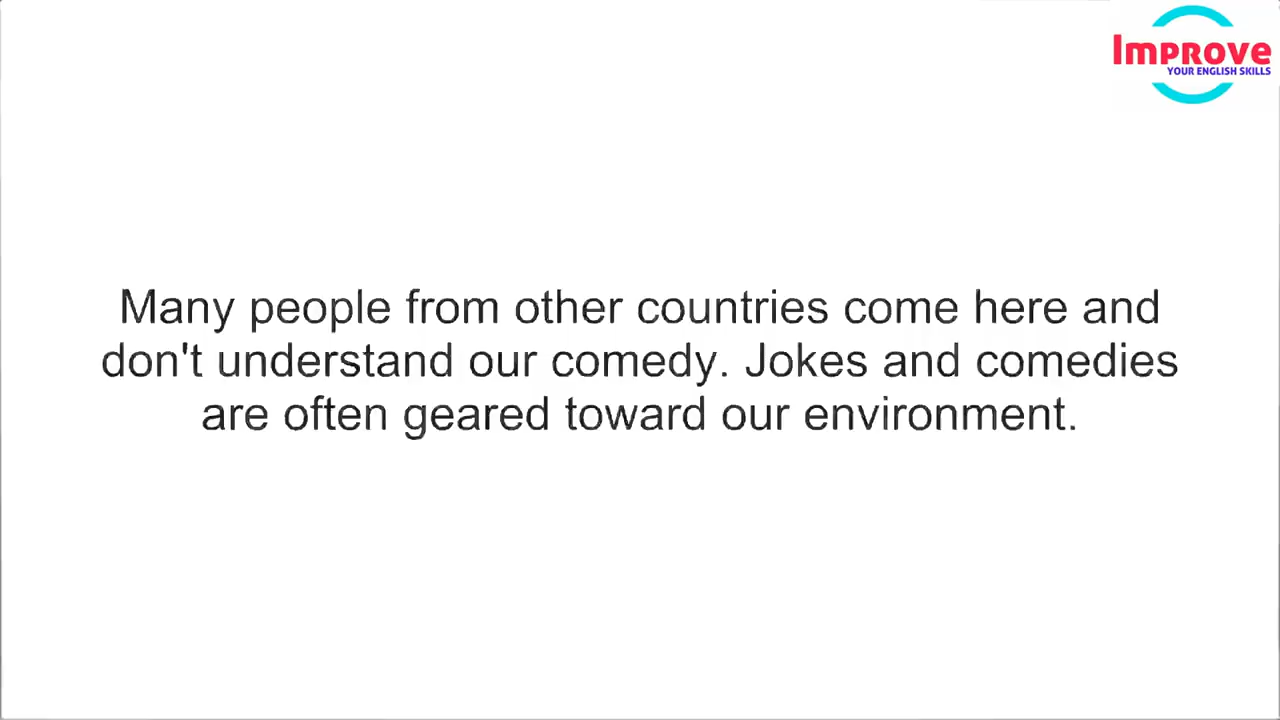 Improve
YOUR ENGLISH SKILLS
Many people from other countries come here and
don't understand our comedy. Jokes and comedies
are often geared toward our environment.